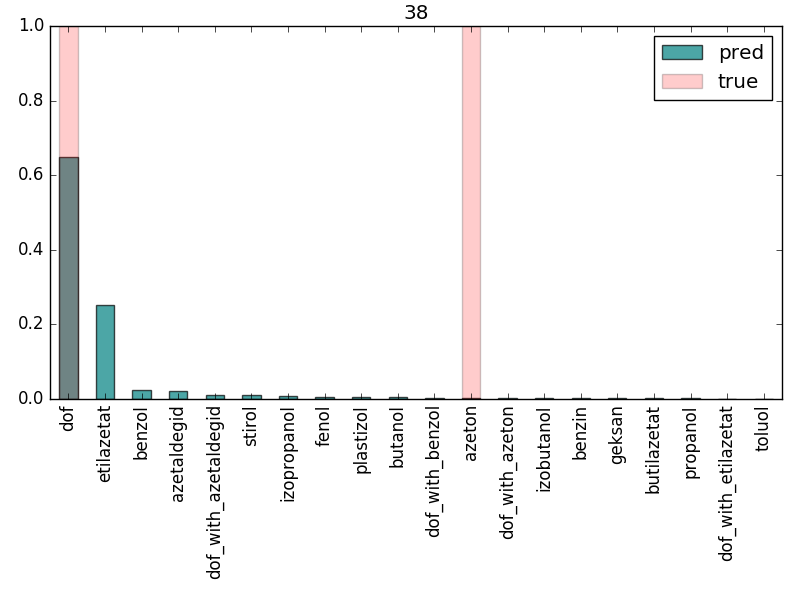 38
1.0
0.8
0.6
0.4
0.2
0.0
pred
true
dof
etilazetat
benzol
azetaldegid
dof_with_azetaldegid
stirol
izopropanol
fenol
plastizol
butanol
dof_with_benzol
azeton
dof_with_azeton
izobutanol
benzin
geksan
butilazetat
propanol
dof_with_etilazetat
toluol